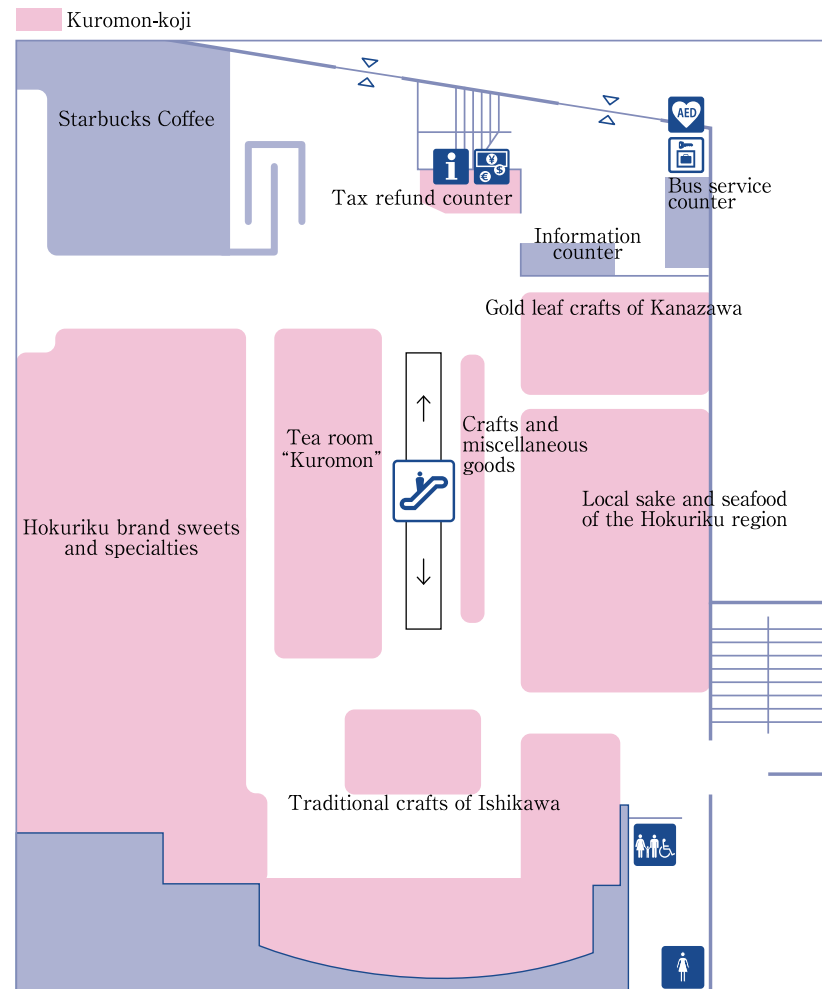 Kuromon-koji
Starbucks Coffee
AED
i
¥
$
€
Tax refund counter
Bus service
counter
Information
counter
Gold leaf crafts of Kanazawa
Tea room
“Kuromon”
Crafts and
miscellaneous
goods
Local sake and seafood
of the Hokuriku region
Hokuriku brand sweets
and specialties
Traditional crafts of Ishikawa